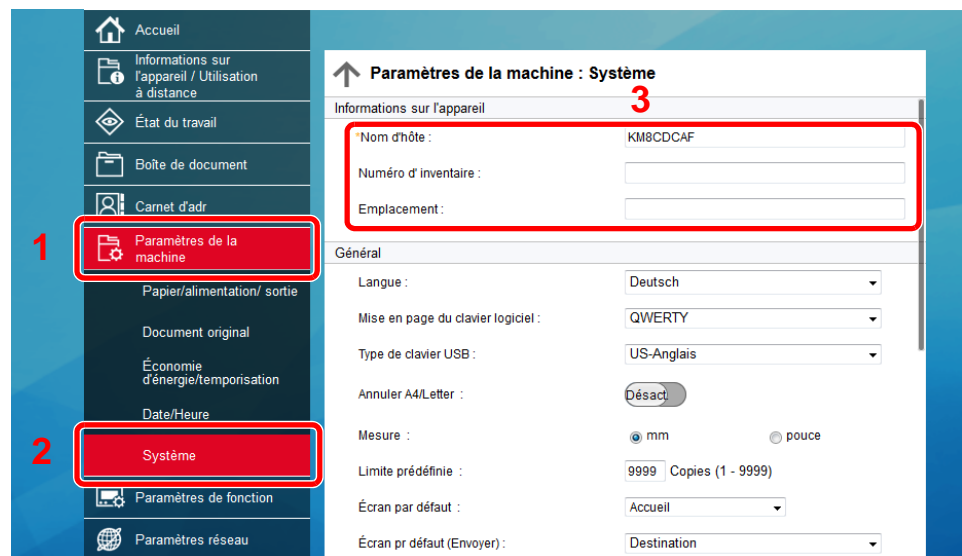 Accueil
Informations sur
l'appareil / Utilisation
à distance
État du travail
Boîte de document
Carnet d'adr
1
Paramètres de la
machine
Papier/alimentation/ sortie
Document original
Économie
d'énergie/temporisation
Date/Heure
2
Système
Paramètres de fonction
Paramètres réseau
Paramètres de la machine : Système
3
Informations sur l'appareil
*Nom d'hôte : KM8CDCAF
Numéro d' inventaire :
Emplacement :
Général
Langue : Deutsch
Mise en page du clavier logiciel : QWERTY
Type de clavier USB : US-Anglais
Annuler A4/Letter : Désact
Mesure : mm pouce
Limite prédéfinie : 9999 Copies (1 - 9999)
Écran par défaut : Accueil
Écran pr défaut (Envoyer) : Destination